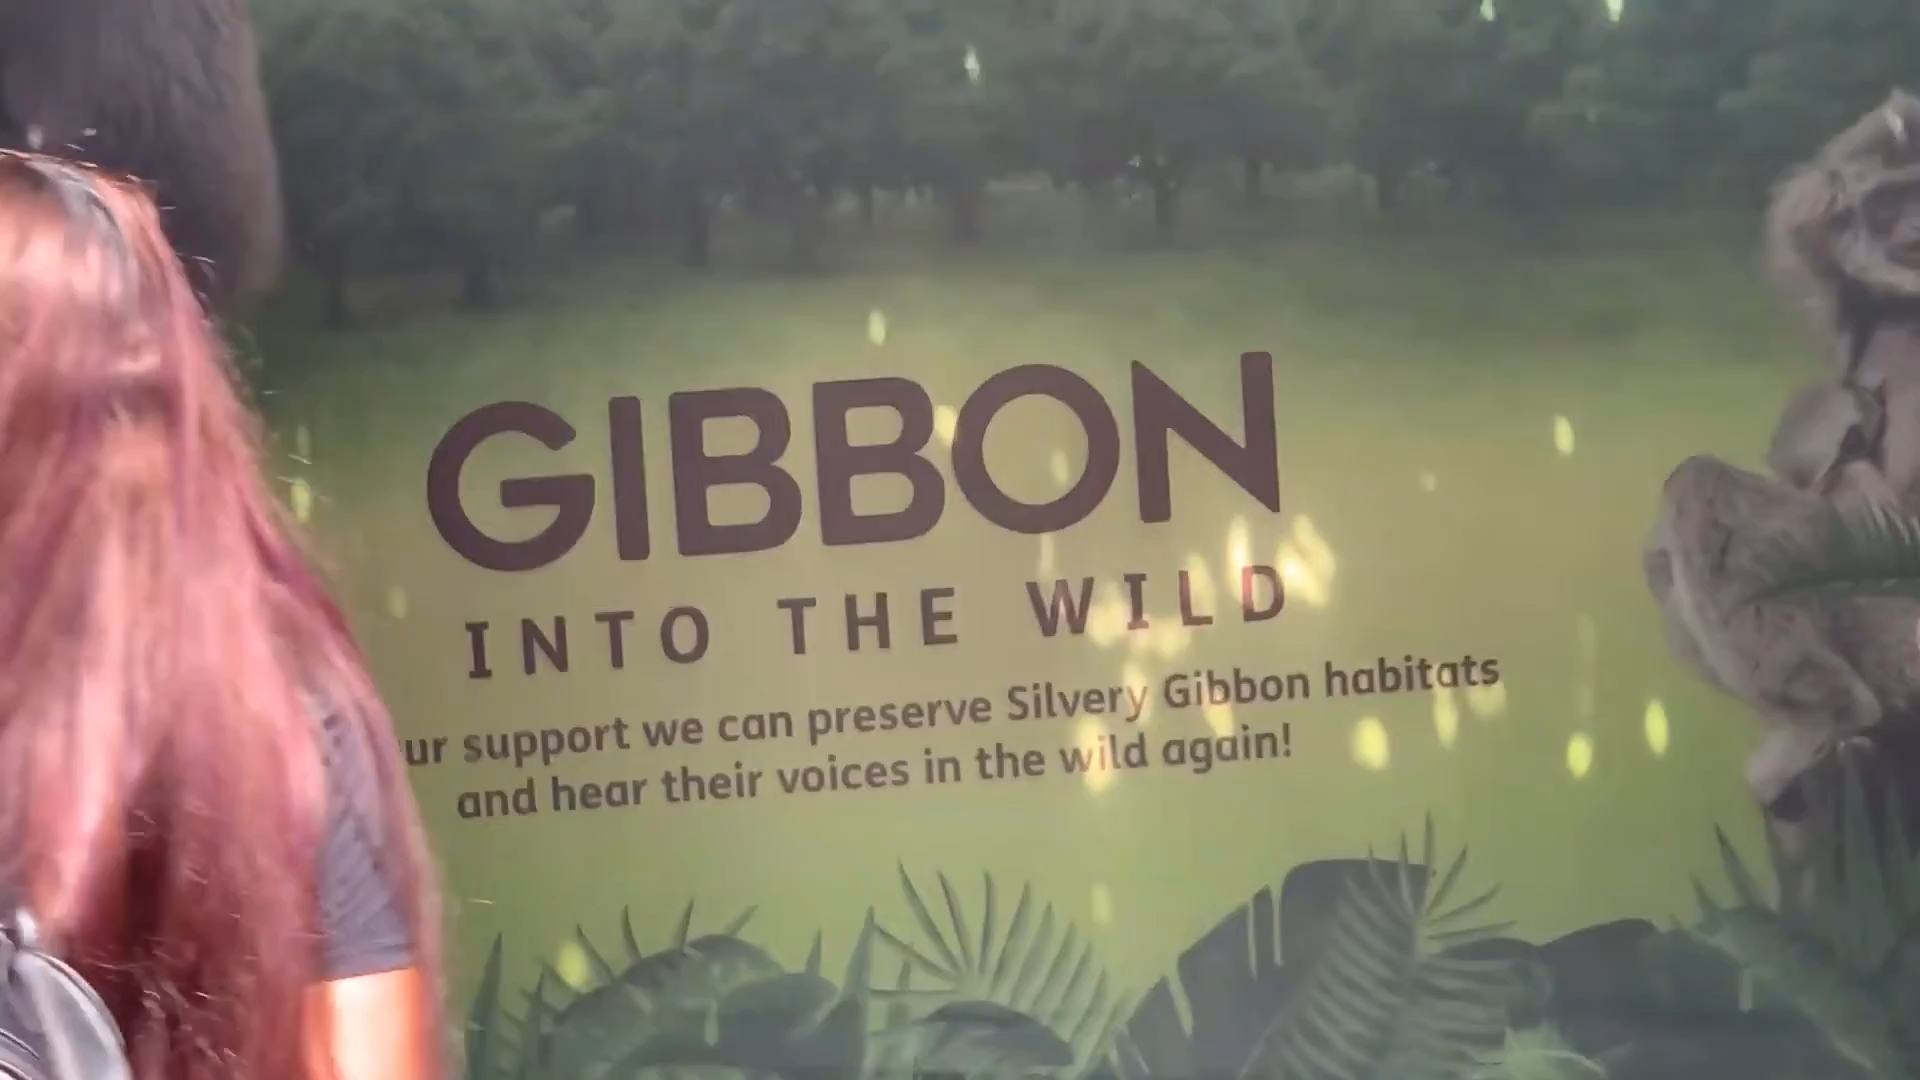 GIBBON
INTO THE WILD
support we can preserve Silvery Gibbon habitats
and hear their voices in the wild again!